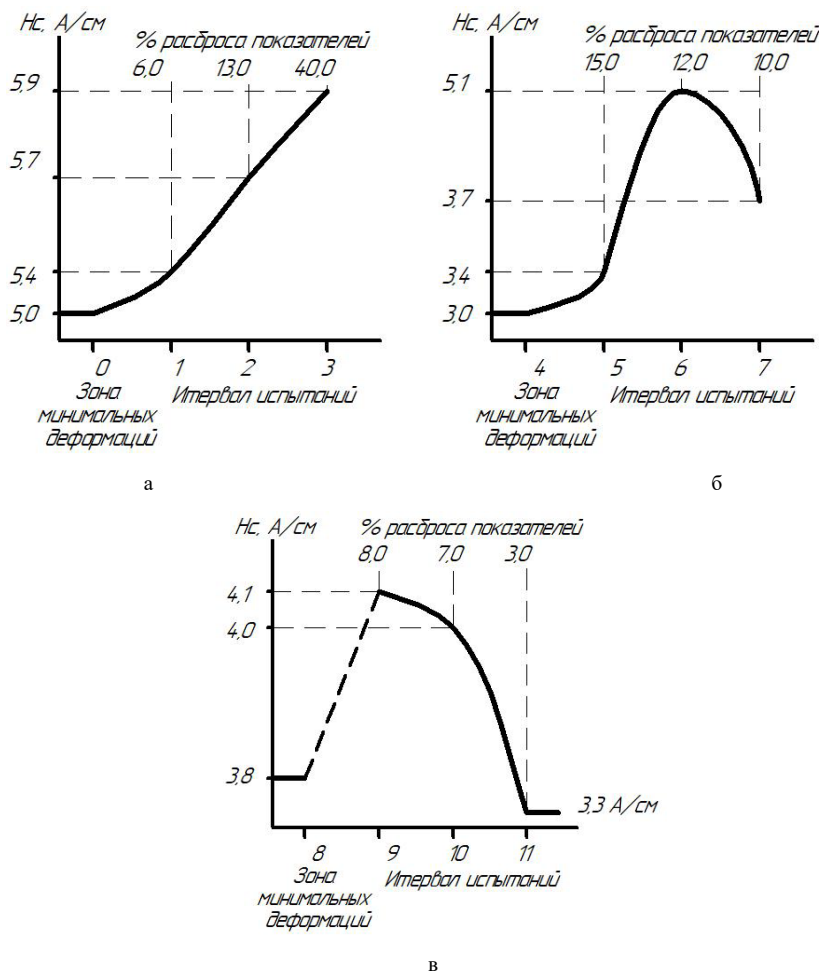 Hc, А/см
% расброса показателей
6,0 13,0 40,0
5,9
5,7
5,4
5,0
0 1 2 3
Зона
минимальных
деформаций
Итервал испытаний
а
Hc, А/см
% расброса показателей
15,0 12,0 10,0
5,1
3,7
3,4
3,0
4 5 6 7
Зона
минимальных
деформаций
Итервал испытаний
б
Hc, А/см
% расброса показателей
8,0 7,0 3,0
4,1
4,0
3,8
3,3 А/см
8 9 10 11
Зона
минимальных
деформаций
Итервал испытаний
в